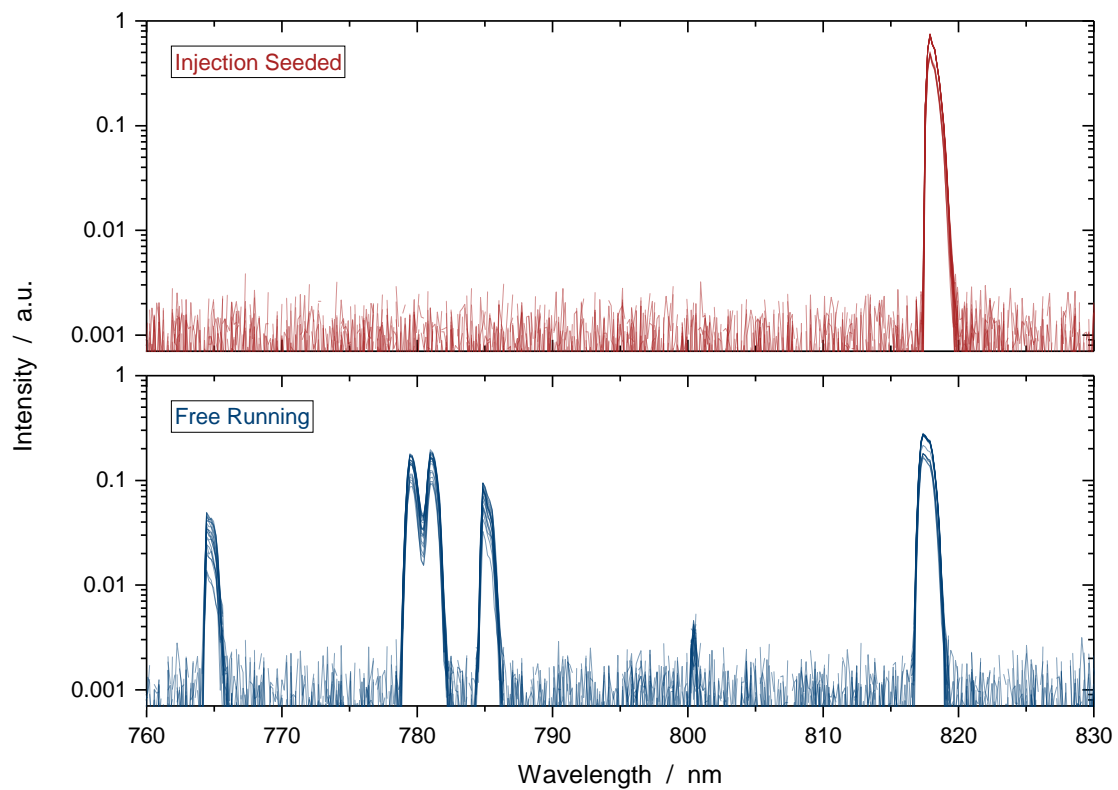 1
Injection Seeded
0.1
0.01
0.001
1
Free Running
0.1
0.01
0.001
760 770 780 790 800 810 820 830
Wavelength / nm
Intensity / a.u.